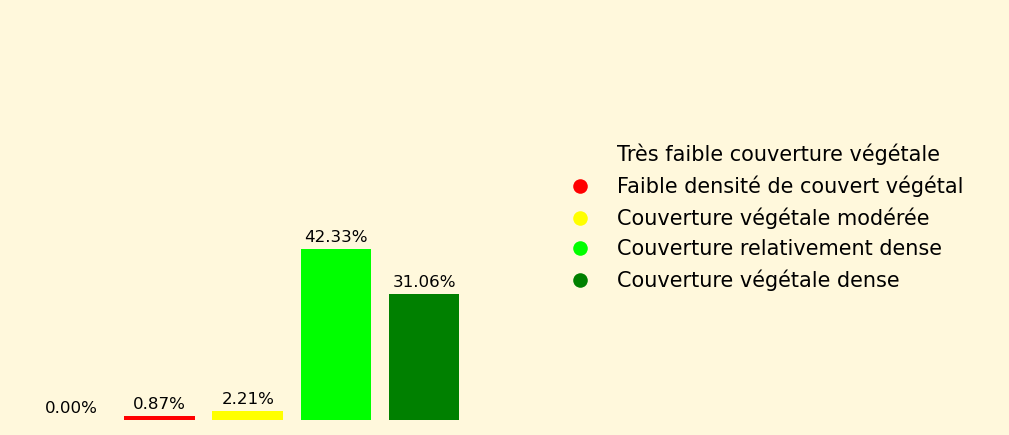 Très faible couverture végétale
Faible densité de couvert végétal
Couverture végétale modérée
Couverture relativement dense
Couverture végétale dense
42.33%
31.06%
2.21%
0.87%
0.00%